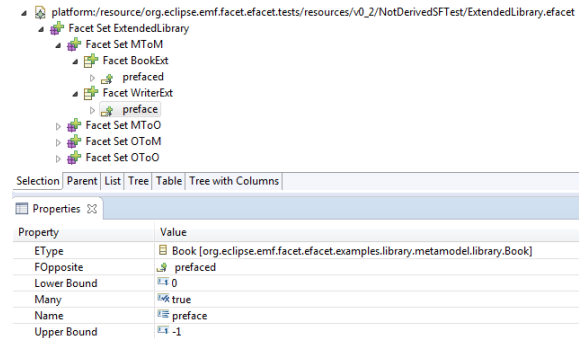 platform:/resource/org.eclipse.emf.facet.efacet.tests/resources/v0_2/NotDerivedSFTest/ExtendedLibrary.efacet
Facet Set ExtendedLibrary
Facet Set MToM
Facet BookExt
prefaced
Facet WriterExt
preface
Facet Set MToO
Facet Set OToM
Facet Set OToO
Selection Parent List Tree Table Tree with Columns
Properties
Property Value
EType Book [org.eclipse.emf.facet.efacet.examples.library.metamodel.library.Book]
FOpposite prefaced
Lower Bound 0
Many true
Name preface
Upper Bound -1